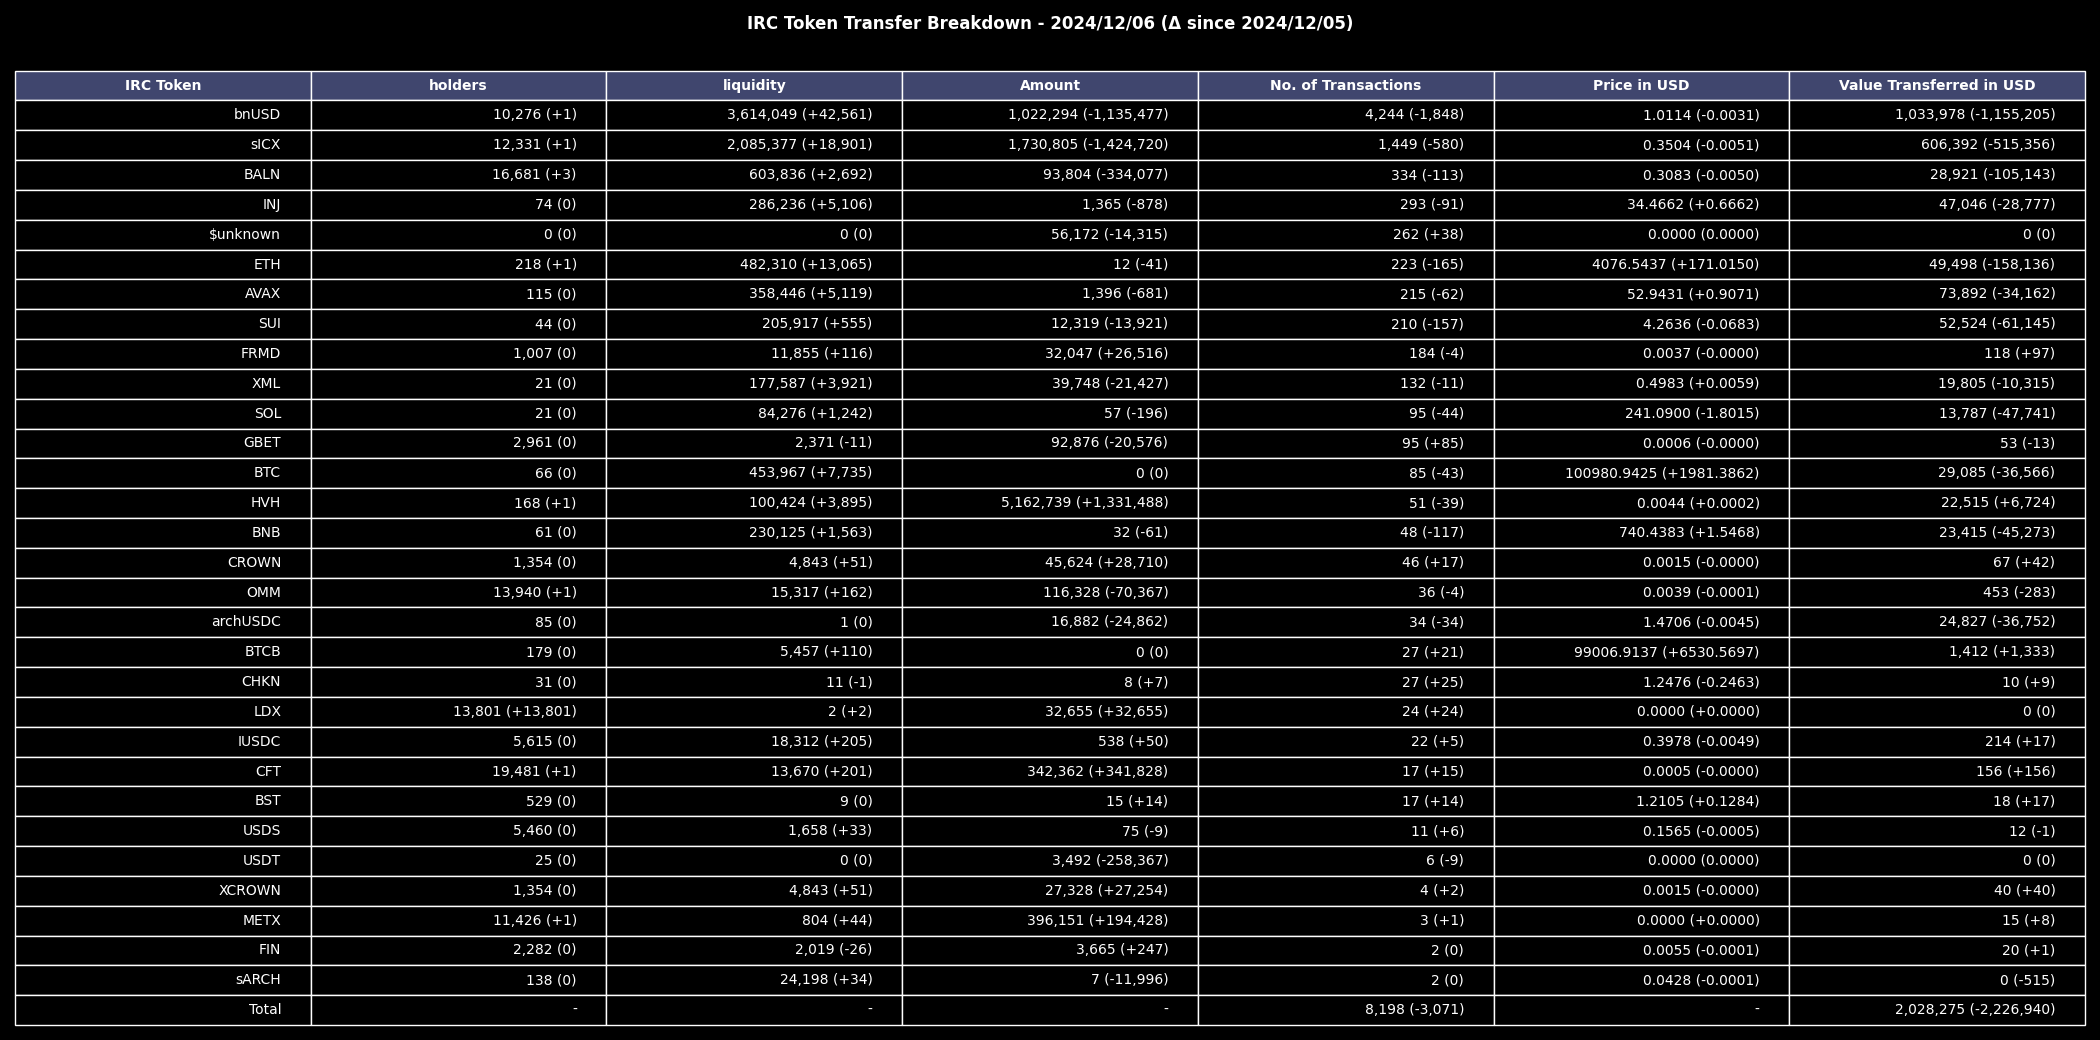 IRC Token Transfer Breakdown - 2024/12/06 (Δ since 2024/12/05)
IRC Token holders liquidity Amount No. of Transactions Price in USD Value Transferred in USD
bnUSD 10,276 (+1) 3,614,049 (+42,561) 1,022,294 (-1,135,477) 4,244 (-1,848) 1.0114 (-0.0031) 1,033,978 (-1,155,205)
sICX 12,331 (+1) 2,085,377 (+18,901) 1,730,805 (-1,424,720) 1,449 (-580) 0.3504 (-0.0051) 606,392 (-515,356)
BALN 16,681 (+3) 603,836 (+2,692) 93,804 (-334,077) 334 (-113) 0.3083 (-0.0050) 28,921 (-105,143)
INJ 74 (0) 286,236 (+5,106) 1,365 (-878) 293 (-91) 34.4662 (+0.6662) 47,046 (-28,777)
$unknown 0 (0) 0 (0) 56,172 (-14,315) 262 (+38) 0.0000 (0.0000) 0 (0)
ETH 218 (+1) 482,310 (+13,065) 12 (-41) 223 (-165) 4076.5437 (+171.0150) 49,498 (-158,136)
AVAX 115 (0) 358,446 (+5,119) 1,396 (-681) 215 (-62) 52.9431 (+0.9071) 73,892 (-34,162)
SUI 44 (0) 205,917 (+555) 12,319 (-13,921) 210 (-157) 4.2636 (-0.0683) 52,524 (-61,145)
FRMD 1,007 (0) 11,855 (+116) 32,047 (+26,516) 184 (-4) 0.0037 (-0.0000) 118 (+97)
XML 21 (0) 177,587 (+3,921) 39,748 (-21,427) 132 (-11) 0.4983 (+0.0059) 19,805 (-10,315)
SOL 21 (0) 84,276 (+1,242) 57 (-196) 95 (-44) 241.0900 (-1.8015) 13,787 (-47,741)
GBET 2,961 (0) 2,371 (-11) 92,876 (-20,576) 95 (+85) 0.0006 (-0.0000) 53 (-13)
BTC 66 (0) 453,967 (+7,735) 0 (0) 85 (-43) 100980.9425 (+1981.3862) 29,085 (-36,566)
HVH 168 (+1) 100,424 (+3,895) 5,162,739 (+1,331,488) 51 (-39) 0.0044 (+0.0002) 22,515 (+6,724)
BNB 61 (0) 230,125 (+1,563) 32 (-61) 48 (-117) 740.4383 (+1.5468) 23,415 (-45,273)
CROWN 1,354 (0) 4,843 (+51) 45,624 (+28,710) 46 (+17) 0.0015 (-0.0000) 67 (+42)
OMM 13,940 (+1) 15,317 (+162) 116,328 (-70,367) 36 (-4) 0.0039 (-0.0001) 453 (-283)
archUSDC 85 (0) 1 (0) 16,882 (-24,862) 34 (-34) 1.4706 (-0.0045) 24,827 (-36,752)
BTCB 179 (0) 5,457 (+110) 0 (0) 27 (+21) 99006.9137 (+6530.5697) 1,412 (+1,333)
CHKN 31 (0) 11 (-1) 8 (+7) 27 (+25) 1.2476 (-0.2463) 10 (+9)
LDX 13,801 (+13,801) 2 (+2) 32,655 (+32,655) 24 (+24) 0.0000 (+0.0000) 0 (0)
IUSDC 5,615 (0) 18,312 (+205) 538 (+50) 22 (+5) 0.3978 (-0.0049) 214 (+17)
CFT 19,481 (+1) 13,670 (+201) 342,362 (+341,828) 17 (+15) 0.0005 (-0.0000) 156 (+156)
BST 529 (0) 9 (0) 15 (+14) 17 (+14) 1.2105 (+0.1284) 18 (+17)
USDS 5,460 (0) 1,658 (+33) 75 (-9) 11 (+6) 0.1565 (-0.0005) 12 (-1)
USDT 25 (0) 0 (0) 3,492 (-258,367) 6 (-9) 0.0000 (0.0000) 0 (0)
XCROWN 1,354 (0) 4,843 (+51) 27,328 (+27,254) 4 (+2) 0.0015 (-0.0000) 40 (+40)
METX 11,426 (+1) 804 (+44) 396,151 (+194,428) 3 (+1) 0.0000 (+0.0000) 15 (+8)
FIN 2,282 (0) 2,019 (-26) 3,665 (+247) 2 (0) 0.0055 (-0.0001) 20 (+1)
sARCH 138 (0) 24,198 (+34) 7 (-11,996) 2 (0) 0.0428 (-0.0001) 0 (-515)
Total - - - 8,198 (-3,071) - 2,028,275 (-2,226,940)